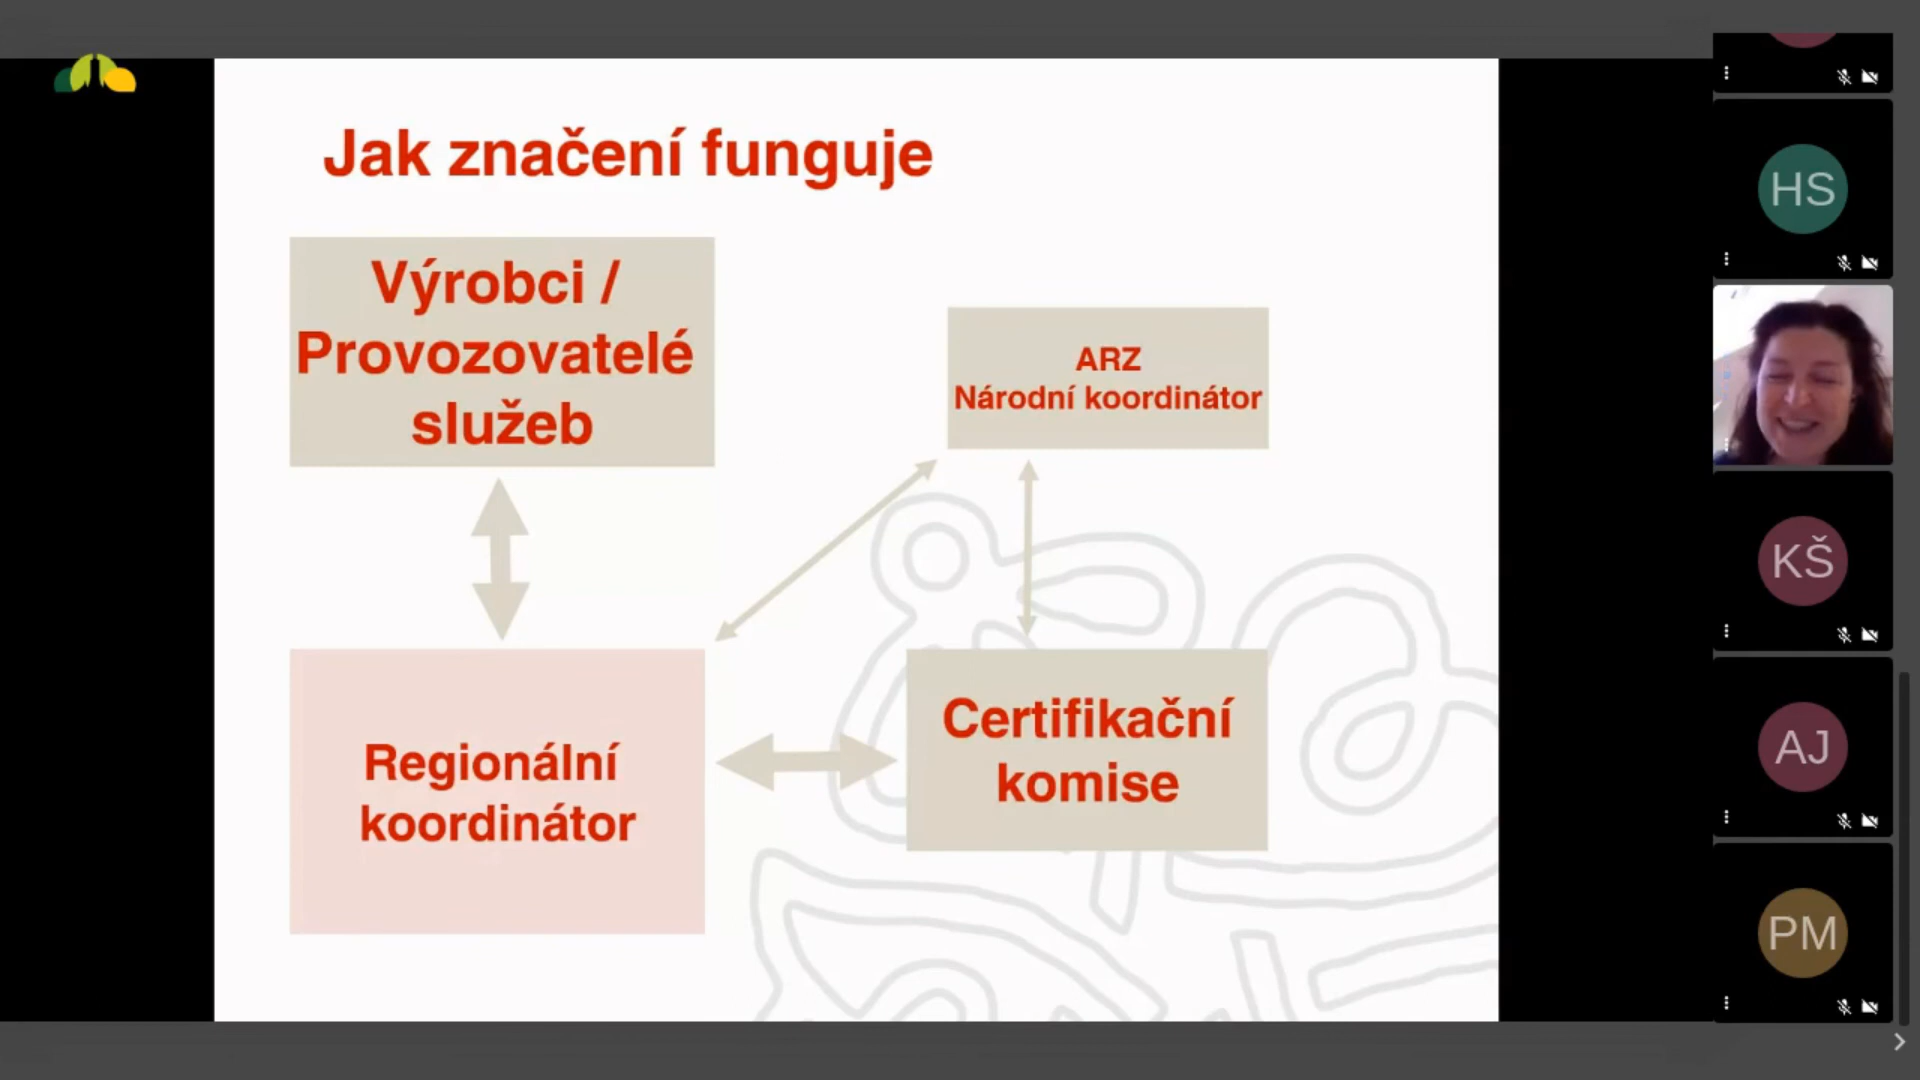 Jak značení funguje
Výrobci /
Provozovatelé
služeb
ARZ
Národní koordinátor
Regionální
koordinátor
Certifikační
komise
HS
KŠ
AJ
PM